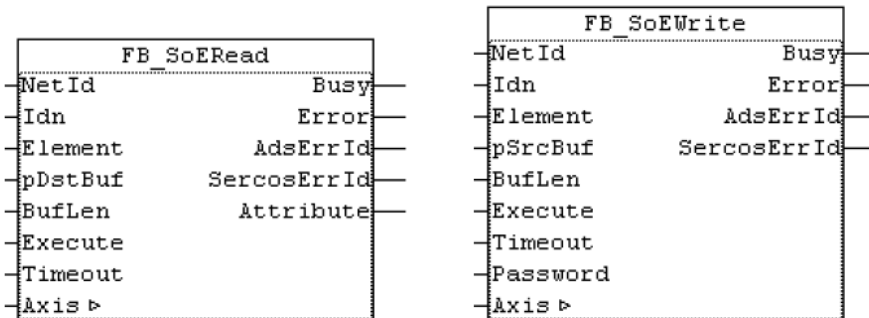 FB_SoERead
NetId Busy
Idn Error
Element AdsErrId
pDstBuf SercosErrId
BufLen Attribute
Execute
Timeout
Axis
FB_SoEWrite
NetId Busy
Idn Error
Element AdsErrId
pSrcBuf SercosErrId
BufLen
Execute
Timeout
Password
Axis